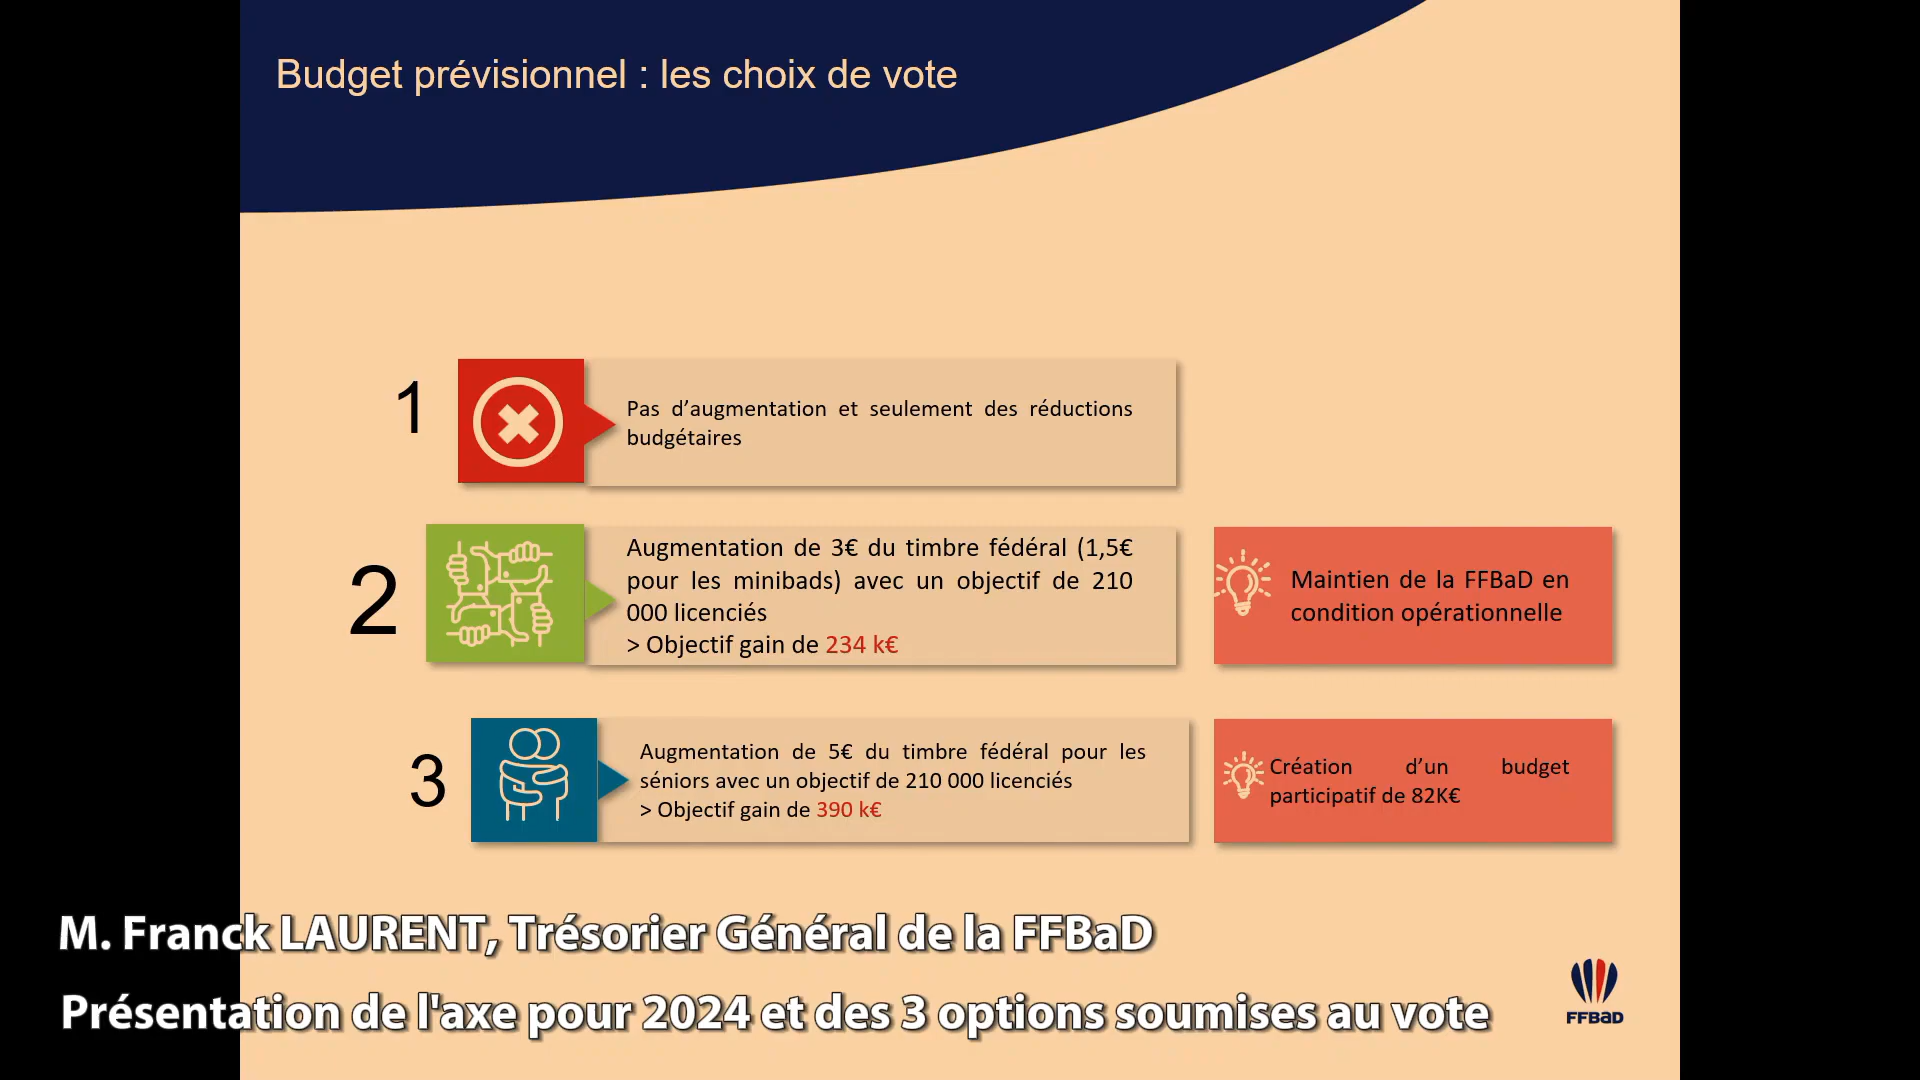 Budget prévisionnel : les choix de vote
1
Pas d’augmentation et seulement des réductions
budgétaires
2
Augmentation de 3€ du timbre fédéral (1,5€
pour les minibads) avec un objectif de 210
000 licenciés
> Objectif gain de 234 k€
Maintien de la FFBaD en
condition opérationnelle
3
Augmentation de 5€ du timbre fédéral pour les
séniors avec un objectif de 210 000 licenciés
> Objectif gain de 390 k€
Création d’un budget
participatif de 82K€
M. Franck LAURENT, Trésorier Général de la FFBaD
Présentation de l'axe pour 2024 et des 3 options soumises au vote
FFBaD